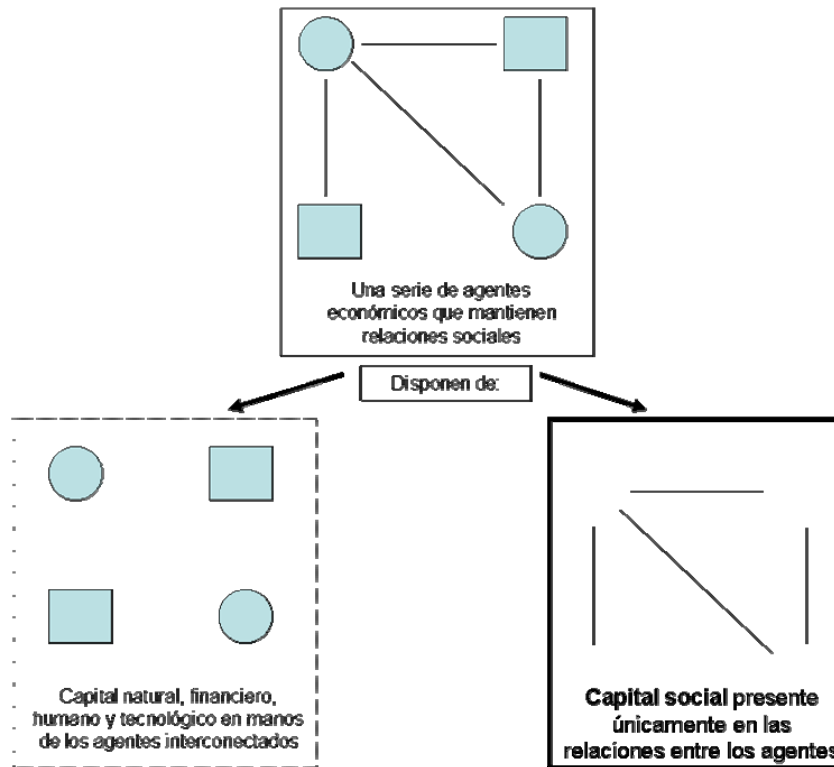 Una serie de agentes
económicos que mantienen
relaciones sociales
Disponen de:
Capital natural, financiero,
humano y tecnológico en manos
de los agentes interconectados
Capital social presente
únicamente en las
relaciones entre los agentes